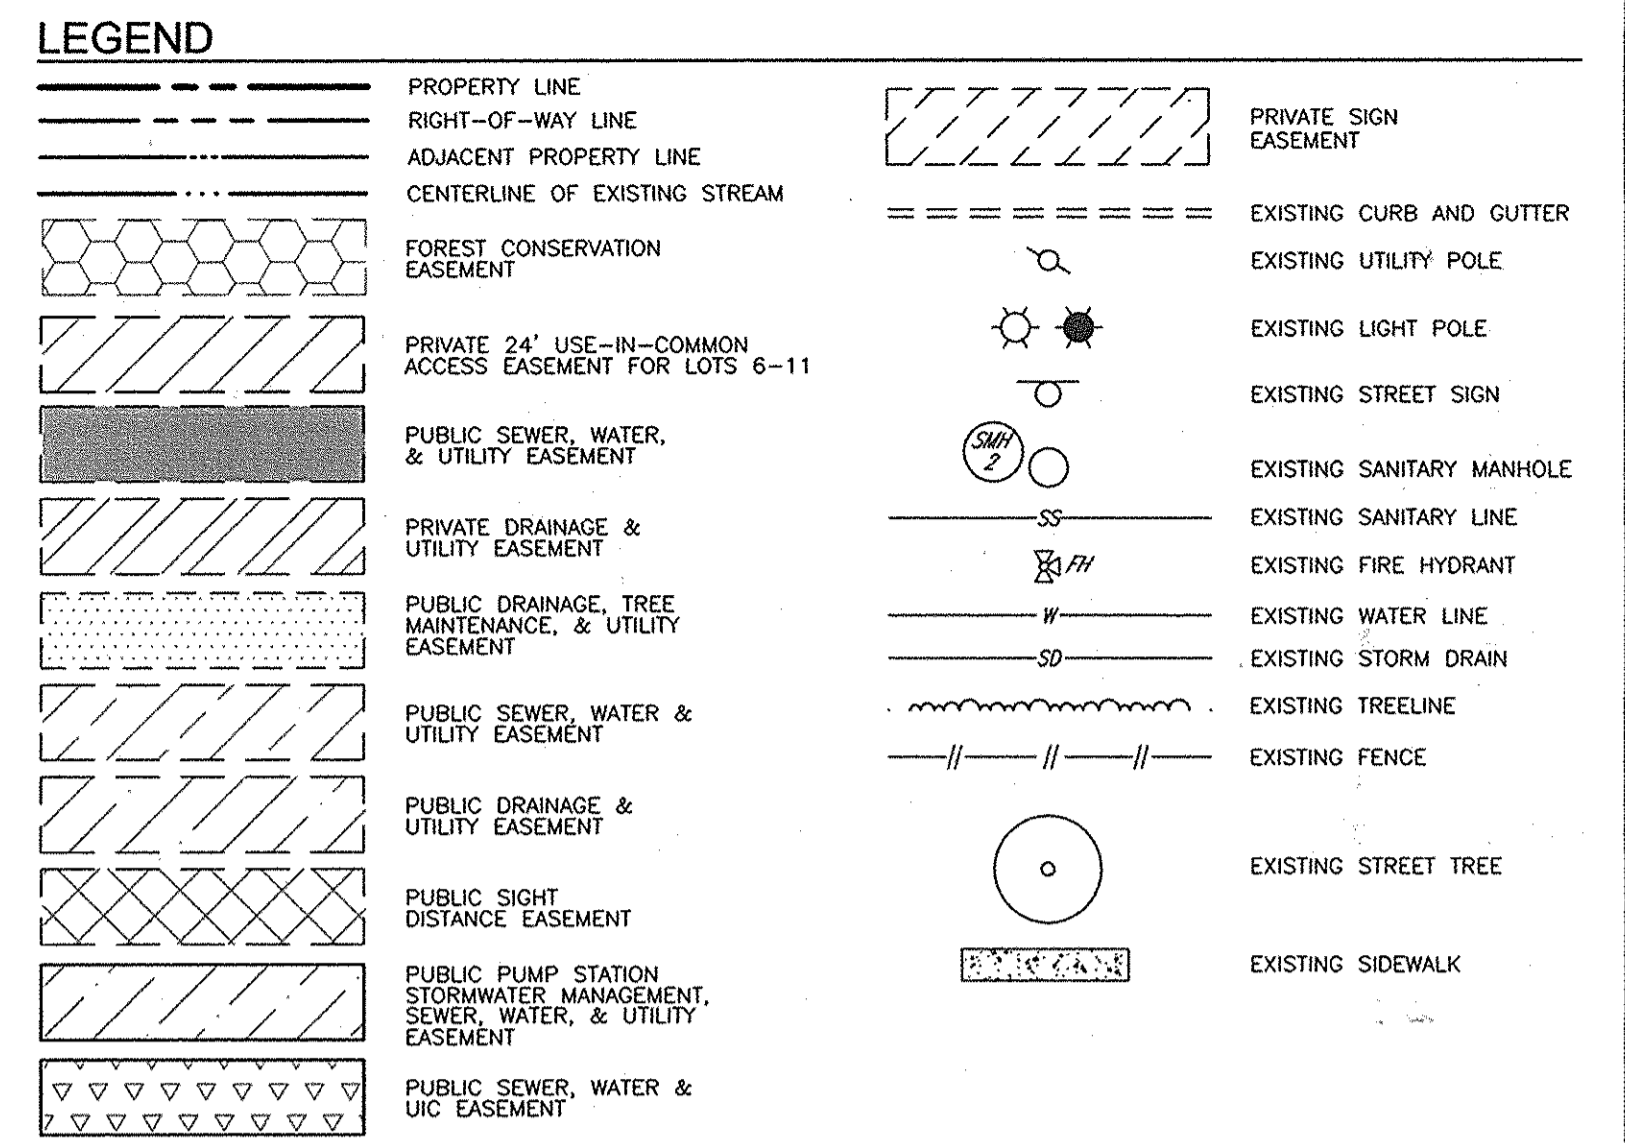 LEGEND
PROPERTY LINE
RIGHT-OF-WAY LINE
ADJACENT PROPERTY LINE
CENTERLINE OF EXISTING STREAM
FOREST CONSERVATION
EASEMENT
PRIVATE 24' USE-IN-COMMON
ACCESS EASEMENT FOR LOTS 6-11
PUBLIC SEWER, WATER,
& UTILITY EASEMENT
PRIVATE DRAINAGE &
UTILITY EASEMENT
PUBLIC DRAINAGE, TREE
MAINTENANCE, & UTILITY
EASEMENT
PUBLIC SEWER, WATER &
UTILITY EASEMENT
PUBLIC DRAINAGE &
UTILITY EASEMENT
PUBLIC SIGHT
DISTANCE EASEMENT
PUBLIC PUMP STATION
STORMWATER MANAGEMENT,
SEWER, WATER, & UTILITY
EASEMENT
PUBLIC SEWER, WATER &
UIC EASEMENT
PRIVATE SIGN
EASEMENT
EXISTING CURB AND GUTTER
EXISTING UTILITY POLE
EXISTING LIGHT POLE
EXISTING STREET SIGN
SMH
2
EXISTING SANITARY MANHOLE
SS
EXISTING SANITARY LINE
FH
EXISTING FIRE HYDRANT
W
EXISTING WATER LINE
SD
EXISTING STORM DRAIN
EXISTING TREELINE
EXISTING FENCE
EXISTING STREET TREE
EXISTING SIDEWALK